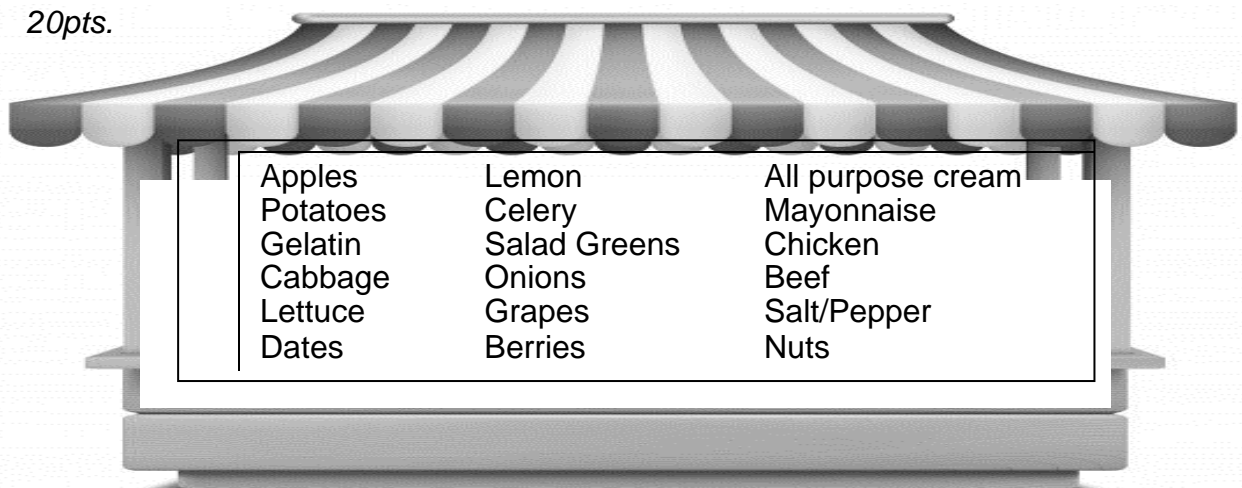 20pts.
Apples Lemon All purpose cream
Potatoes Celery Mayonnaise
Gelatin Salad Greens Chicken
Cabbage Onions Beef
Lettuce Grapes Salt/Pepper
Dates Berries Nuts